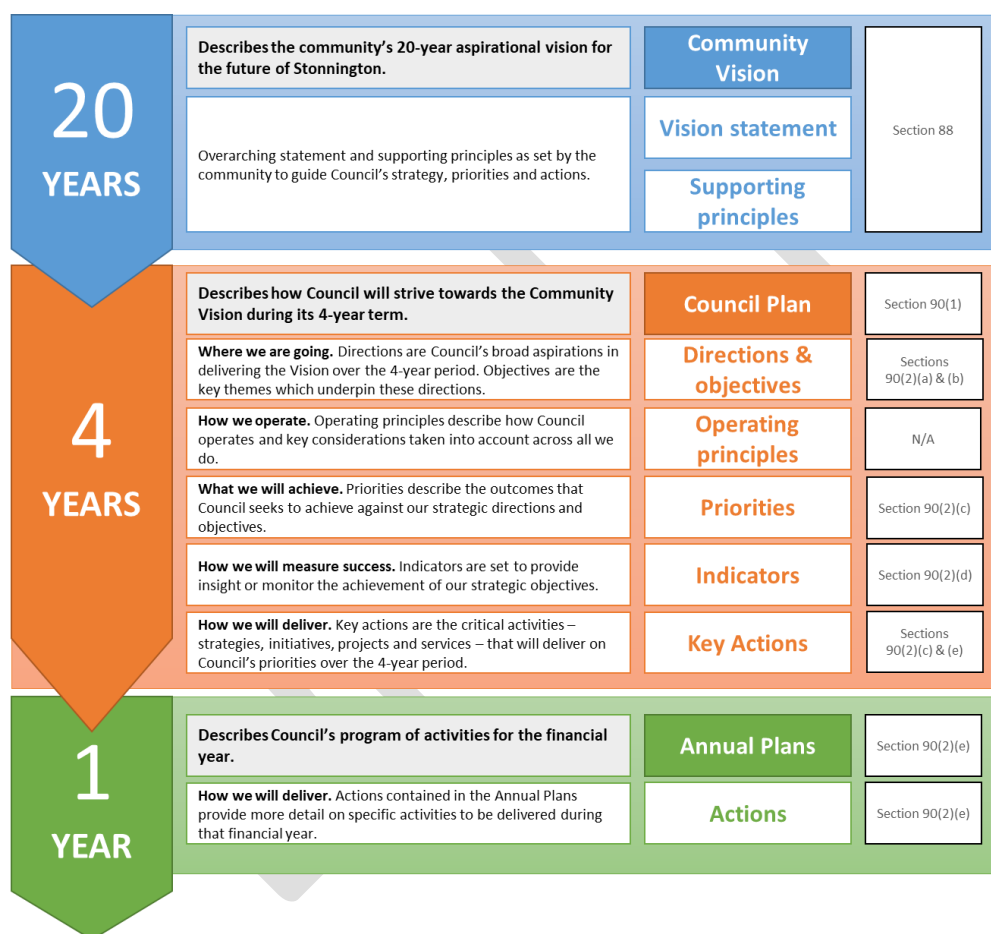 20
YEARS
Describes the community's 20-year aspirational vision for
the future of Stonnington.
Community
Vision
Overarching statement and supporting principles as set by the
community to guide Council's strategy, priorities and actions.
Vision statement
Supporting
principles
Section 88
4
YEARS
Describes how Council will strive towards the Community
Vision during its 4-year term.
Council Plan
Section 90(1)
Where we are going. Directions are Council's broad aspirations in
delivering the Vision over the 4-year period. Objectives are the
key themes which underpin these directions.
Directions &
objectives
Sections
90(2)(a) & (b)
How we operate. Operating principles describe how Council
operates and key considerations taken into account across all we
do.
Operating
principles
N/A
What we will achieve. Priorities describe the outcomes that
Council seeks to achieve against our strategic directions and
objectives.
Priorities
Section 90(2)(c)
How we will measure success. Indicators are set to provide
insight or monitor the achievement of our strategic objectives.
Indicators
Section 90(2)(d)
How we will deliver. Key actions are the critical activities –
strategies, initiatives, projects and services – that will deliver on
Council's priorities over the 4-year period.
Key Actions
Sections
90(2)(c) & (e)
1
YEAR
Describes Council's program of activities for the financial
year.
Annual Plans
Section 90(2)(e)
How we will deliver. Actions contained in the Annual Plans
provide more detail on specific activities to be delivered during
that financial year.
Actions
Section 90(2)(e)